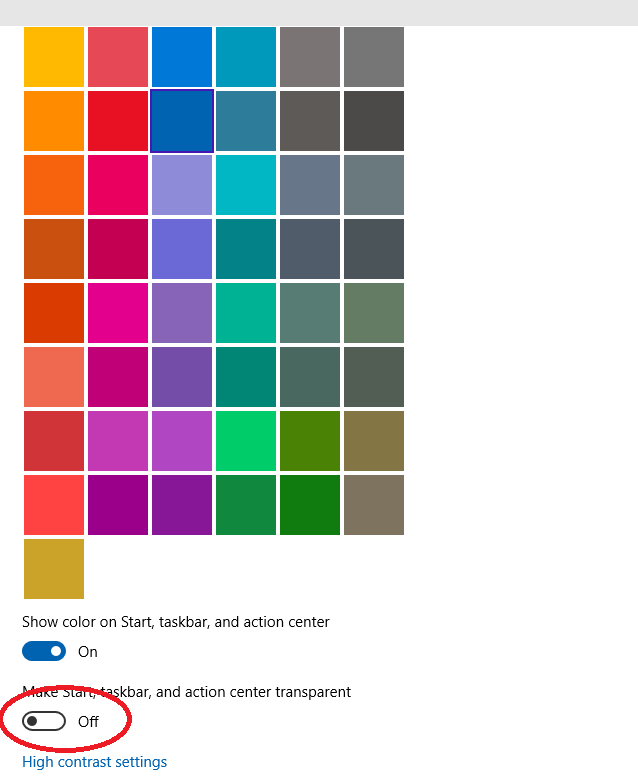 Show color on Start, taskbar, and action center
On
Make Start, taskbar, and action center transparent
Off
High contrast settings